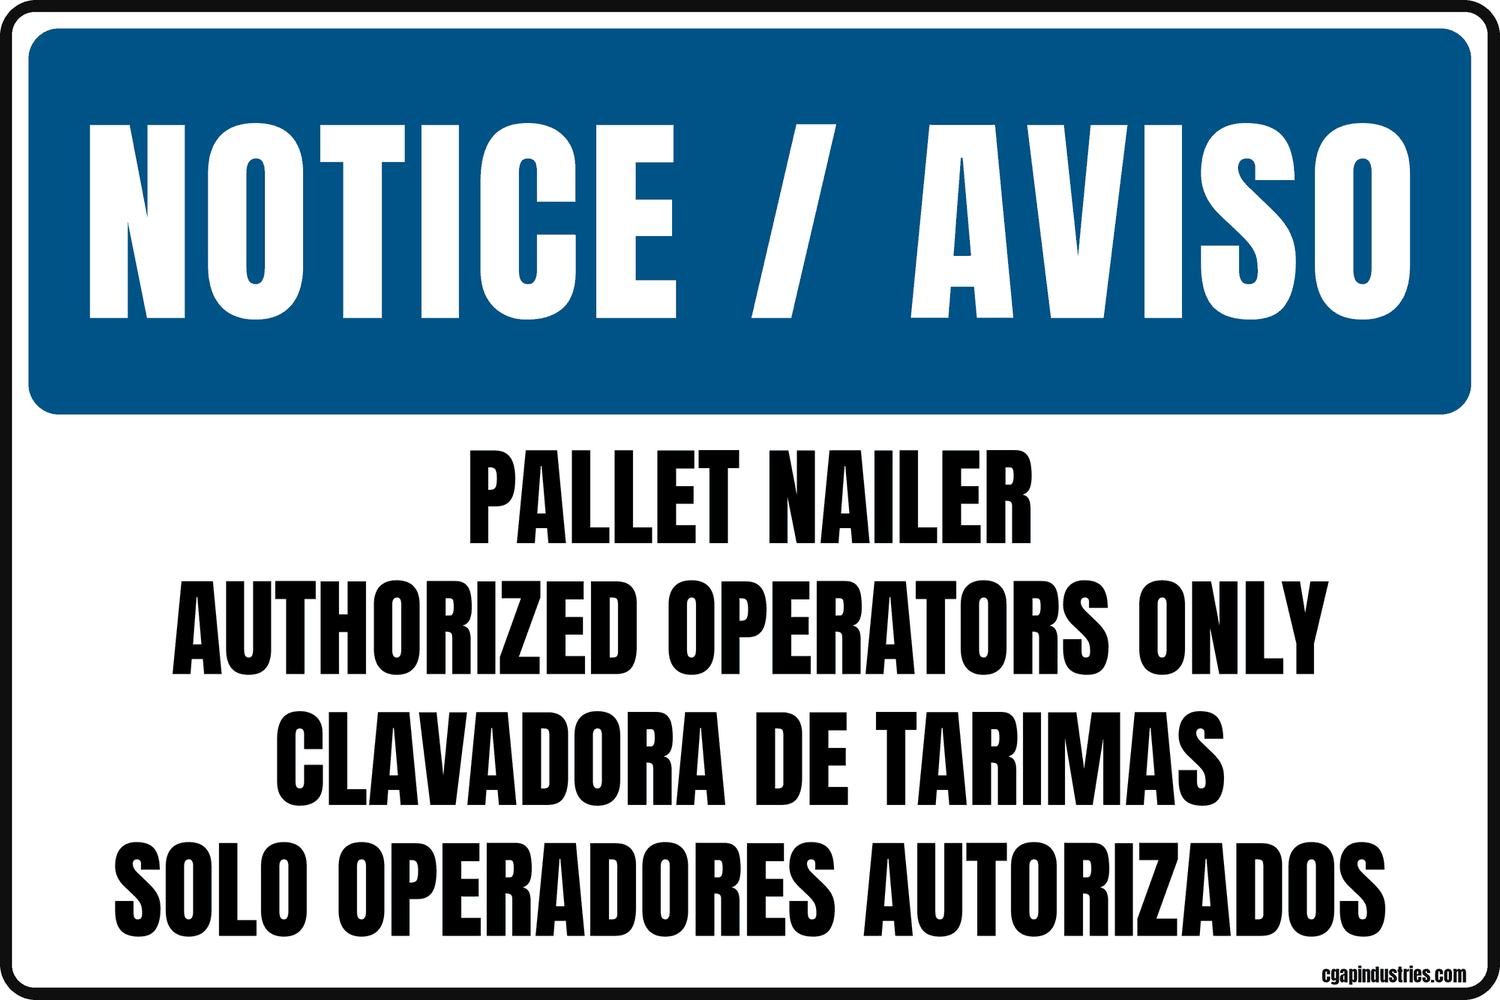 NOTICE / AVISO
PALLET NAILER
AUTHORIZED OPERATORS ONLY
CLAVADORA DE TARIMAS
SOLO OPERADORES AUTORIZADOS
cgapindustries.com